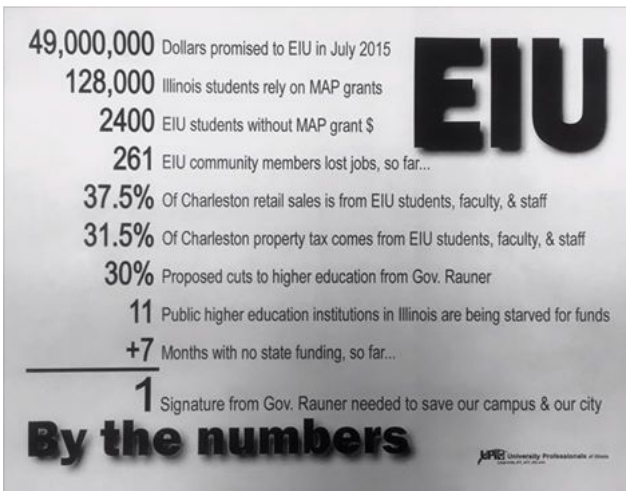 49,000,000 Dollars promised to EIU in July 2015
EIU
128,000 Illinois students rely on MAP grants
2400 EIU students without MAP grant $
261 EIU community members lost jobs, so far...
37.5% Of Charleston retail sales is from EIU students, faculty, & staff
31.5% Of Charleston property tax comes from EIU students, faculty, & staff
30% Proposed cuts to higher education from Gov. Rauner
11 Public higher education institutions in Illinois are being starved for funds
+7 Months with no state funding, so far...
1 Signature from Gov. Rauner needed to save our campus & our city
By the numbers
UPI University Professionals of Illinois